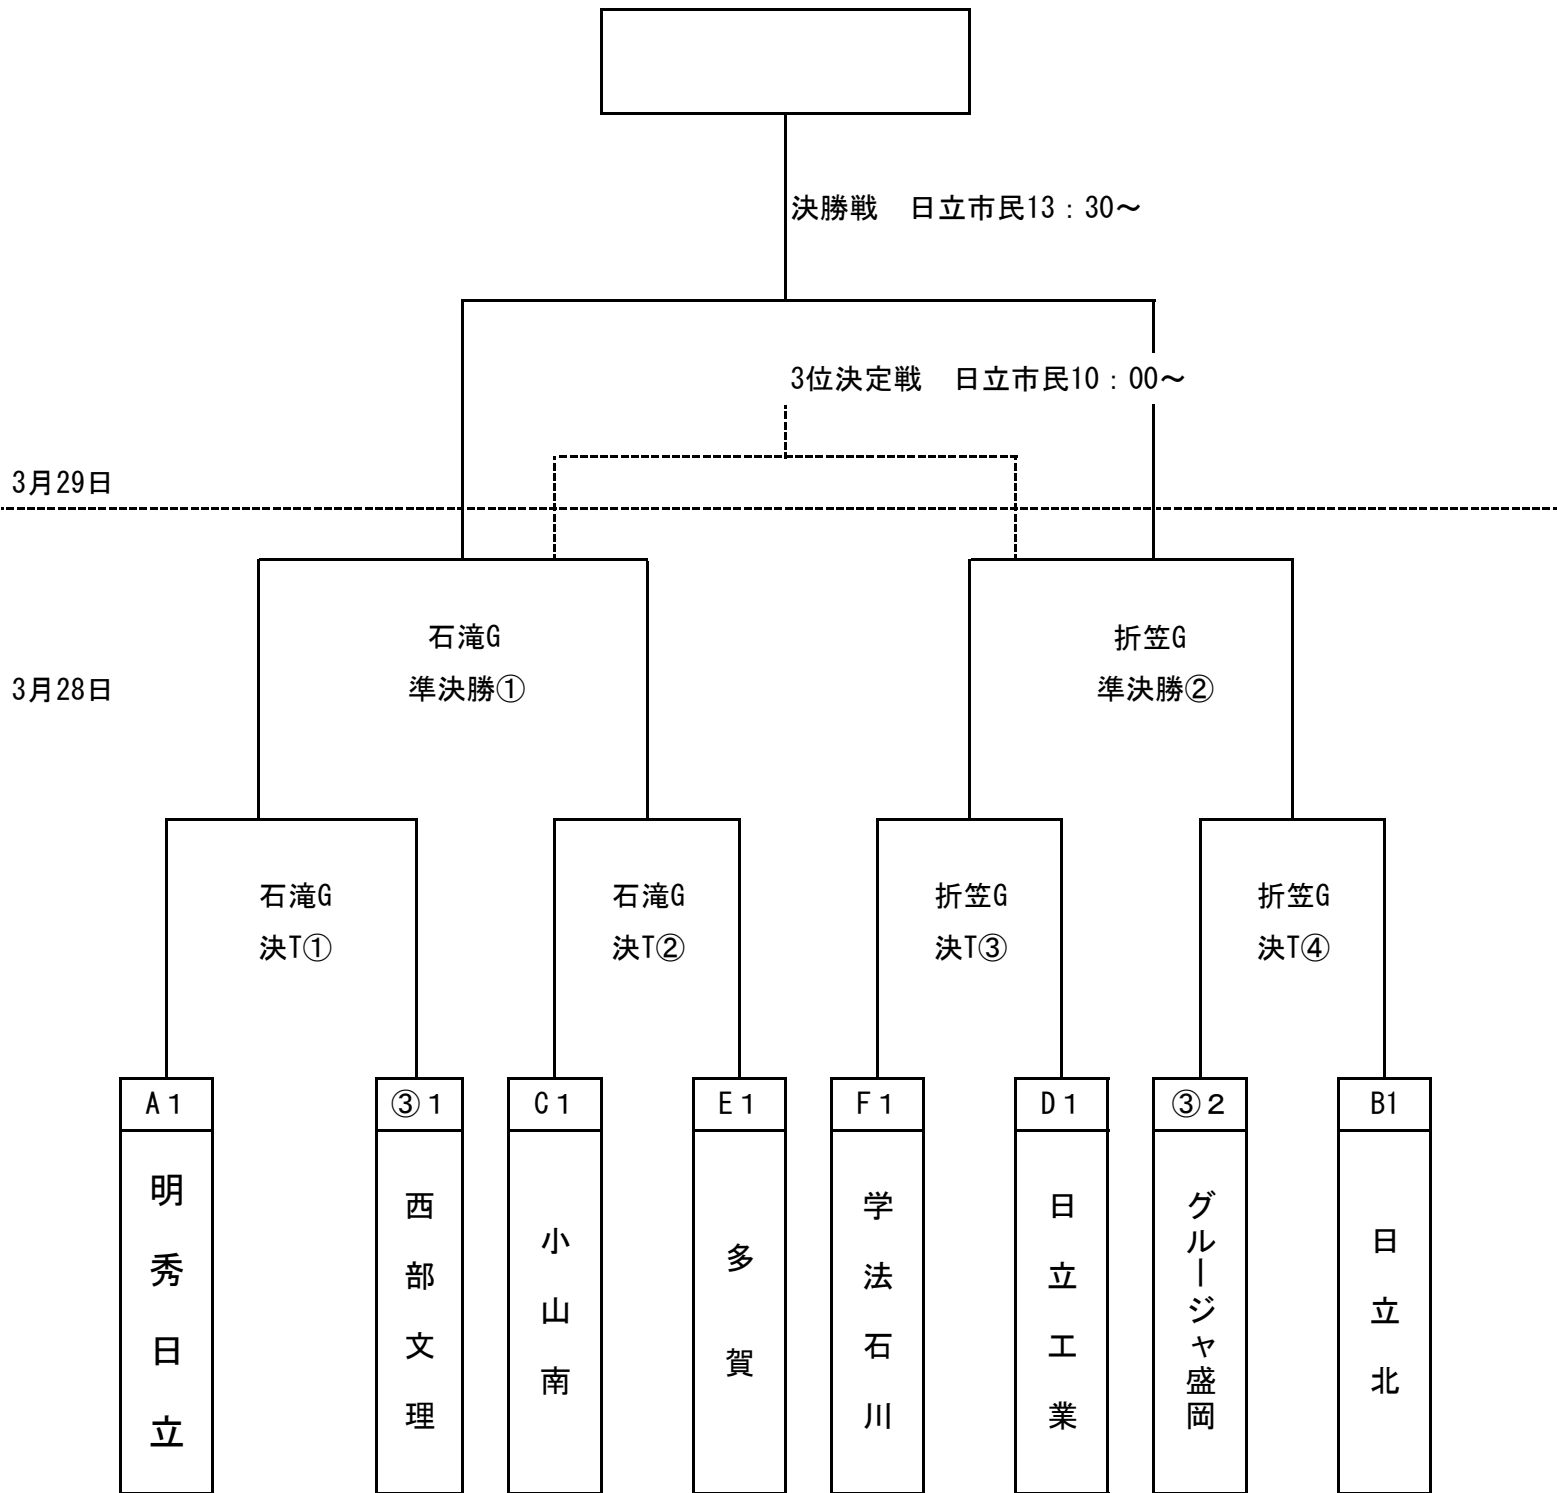 決勝戦　日立市民13：30～
3位決定戦　日立市民10：00～
3月29日
石滝G
準決勝①
折笠G
準決勝②
3月28日
石滝G
決T①
石滝G
決T②
折笠G
決T③
折笠G
決T④
A１
③１
C１
E１
F１
D１
③２
B1
明秀日立
西部文理
小山南
多賀
学法石川
日立工業
グルージャ盛岡
日立北